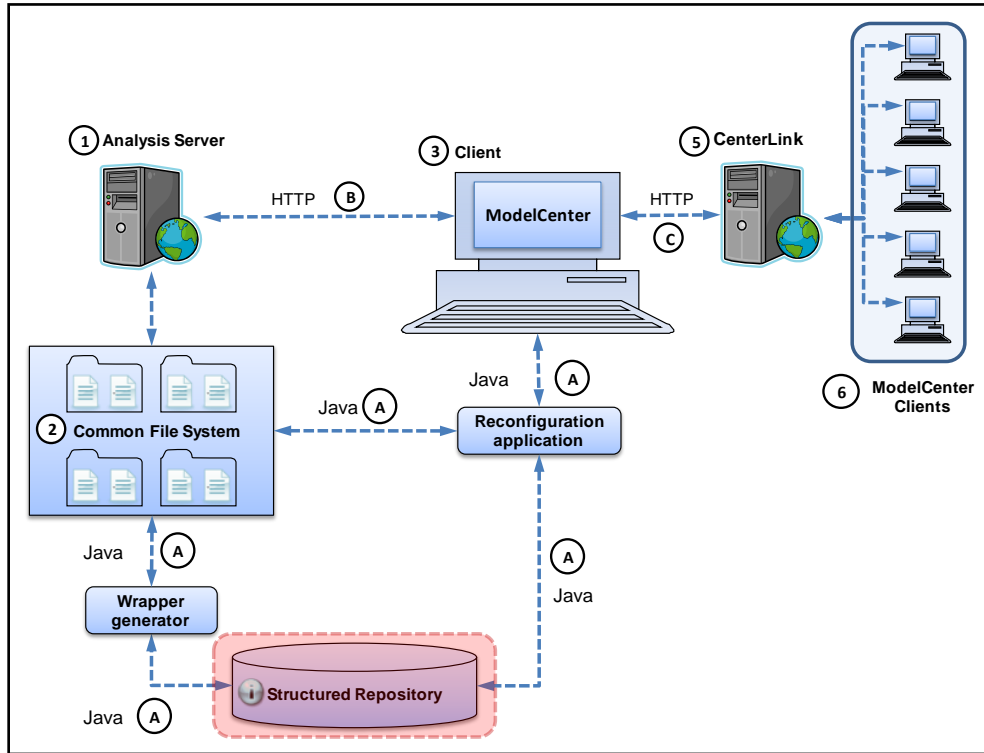 1 Analysis Server
3 Client
5 CenterLink
HTTP B
ModelCenter
HTTP
C
6 ModelCenter
Clients
2 Common File System
Java A
Java A
Reconfiguration
application
Java A
A
Java
Wrapper
generator
i Structured Repository
Java A